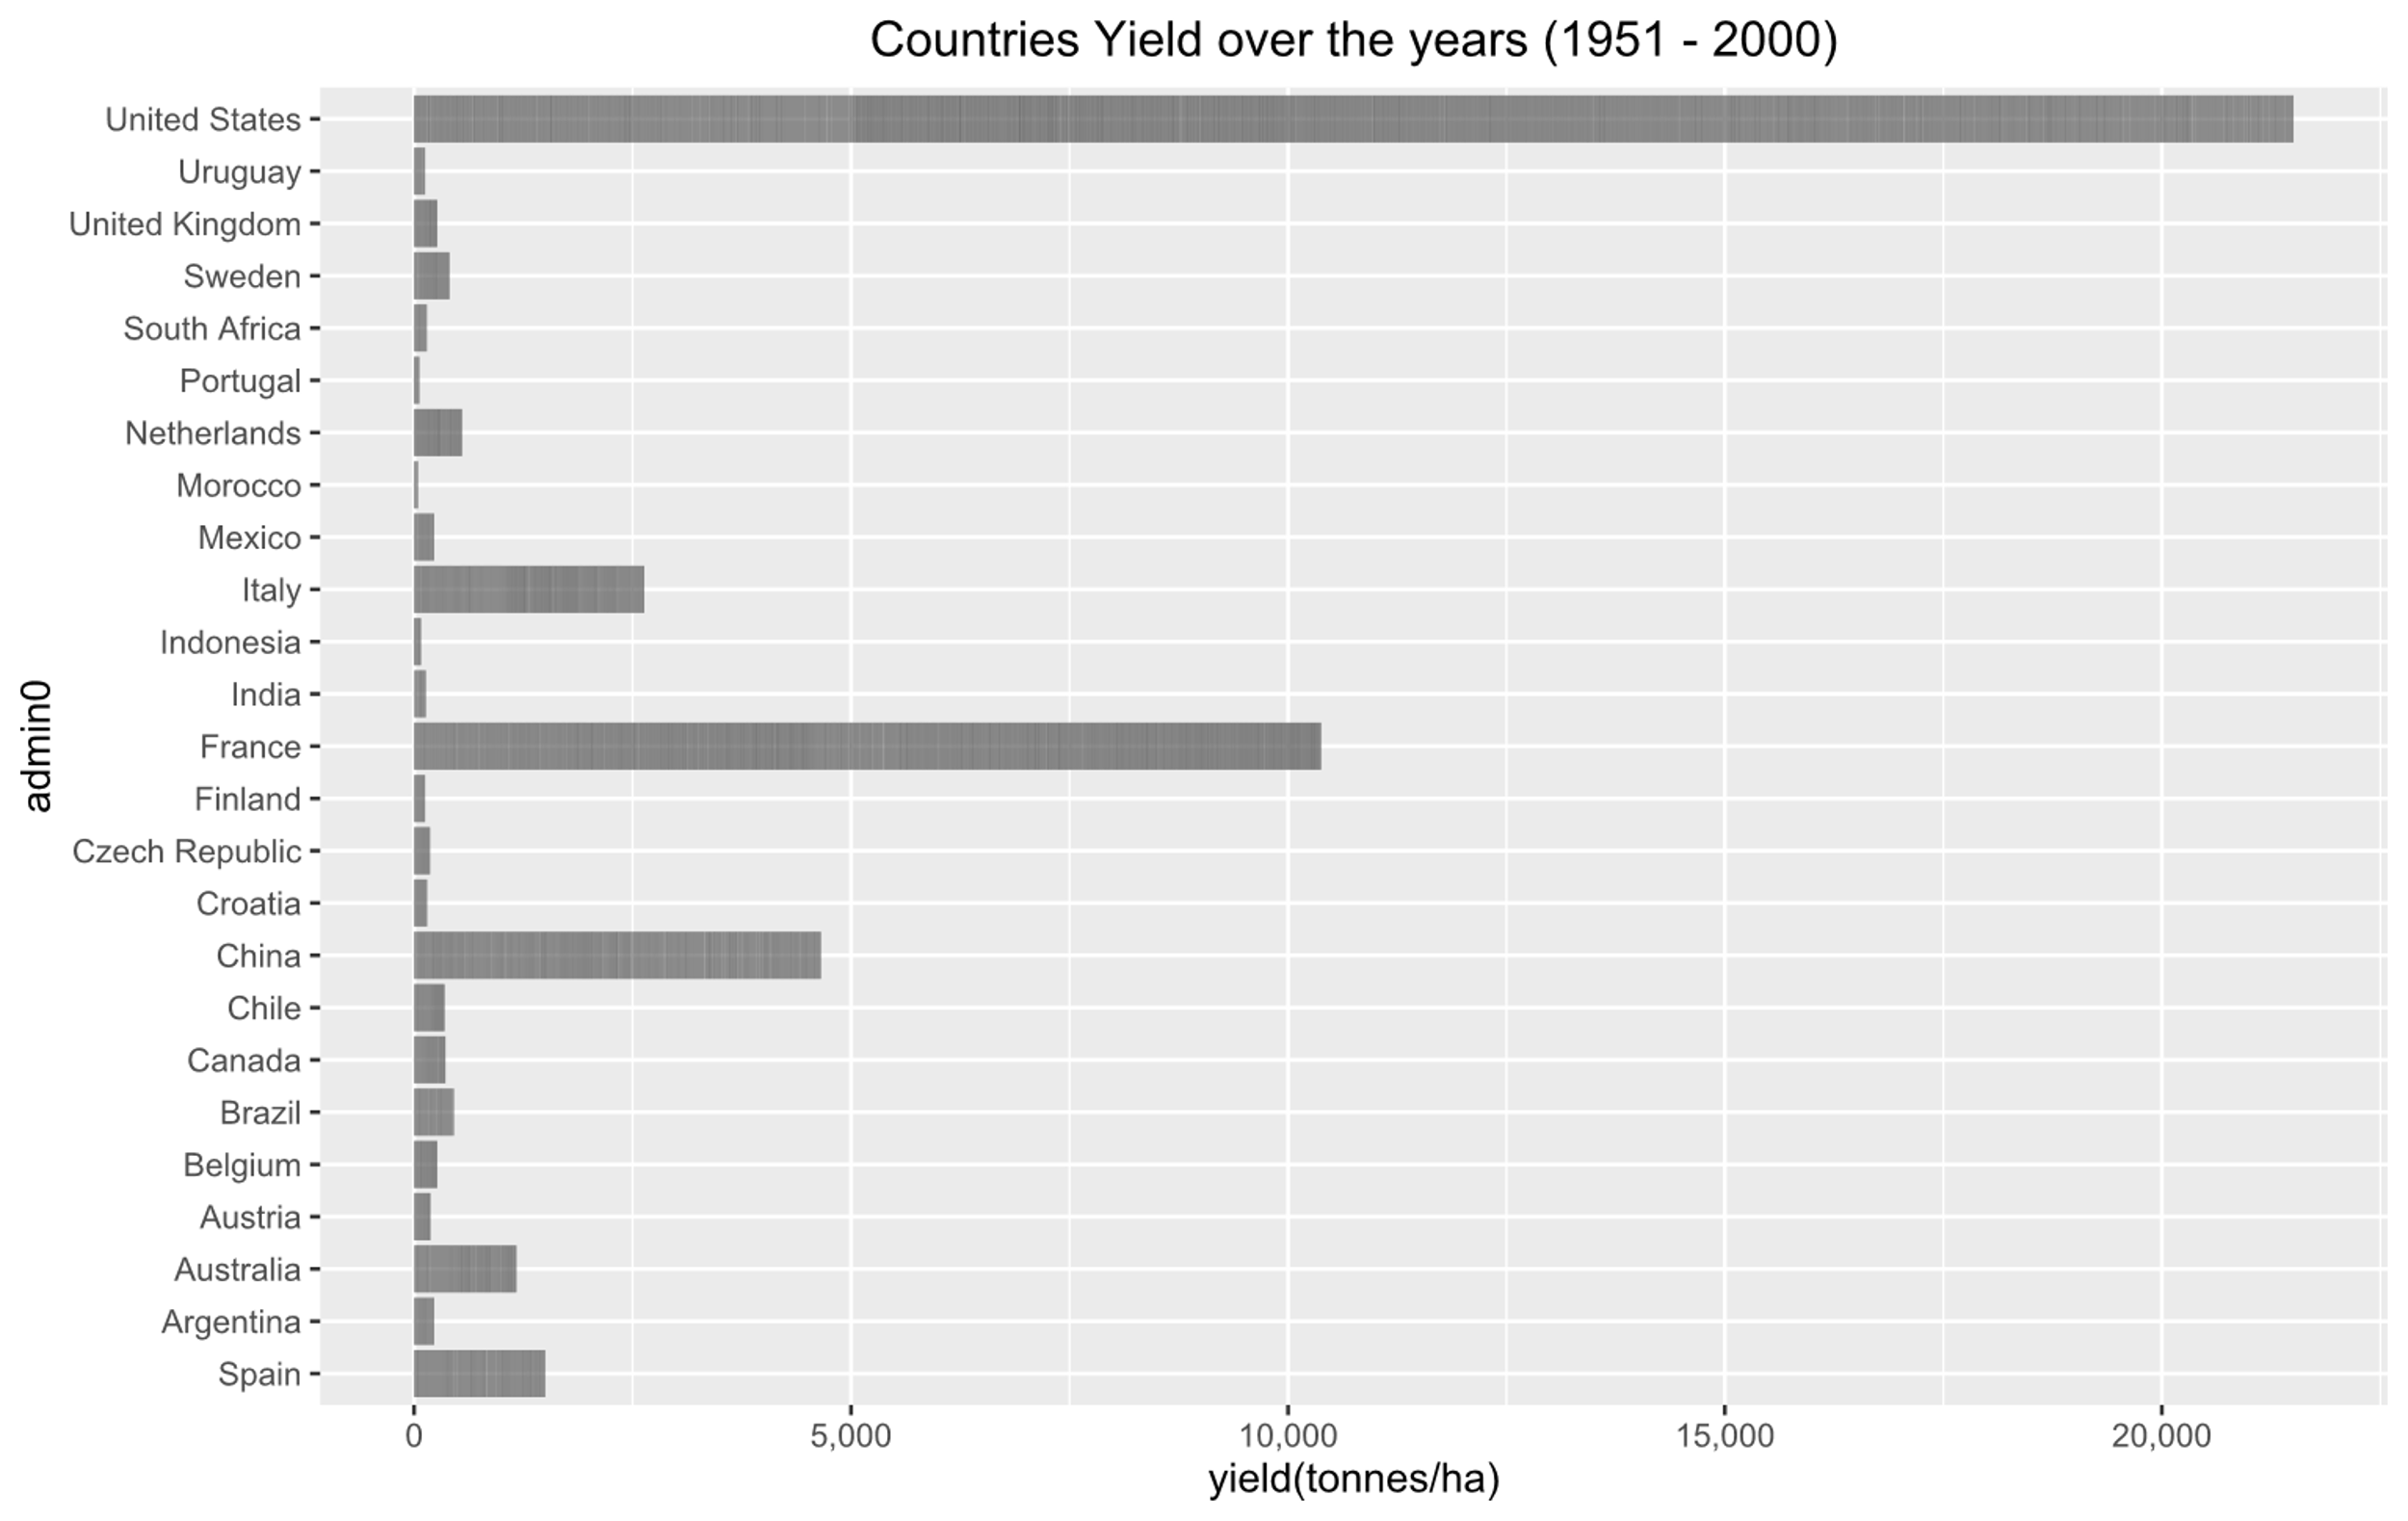 Countries Yield over the years (1951 - 2000)
United States
Uruguay
United Kingdom
Sweden
South Africa
Portugal
Netherlands
Morocco
Mexico
Italy
Indonesia
India
France
Finland
Czech Republic
Croatia
China
Chile
Canada
Brazil
Belgium
Austria
Australia
Argentina
Spain
admin0
0 5,000 10,000 15,000 20,000
yield(tonnes/ha)